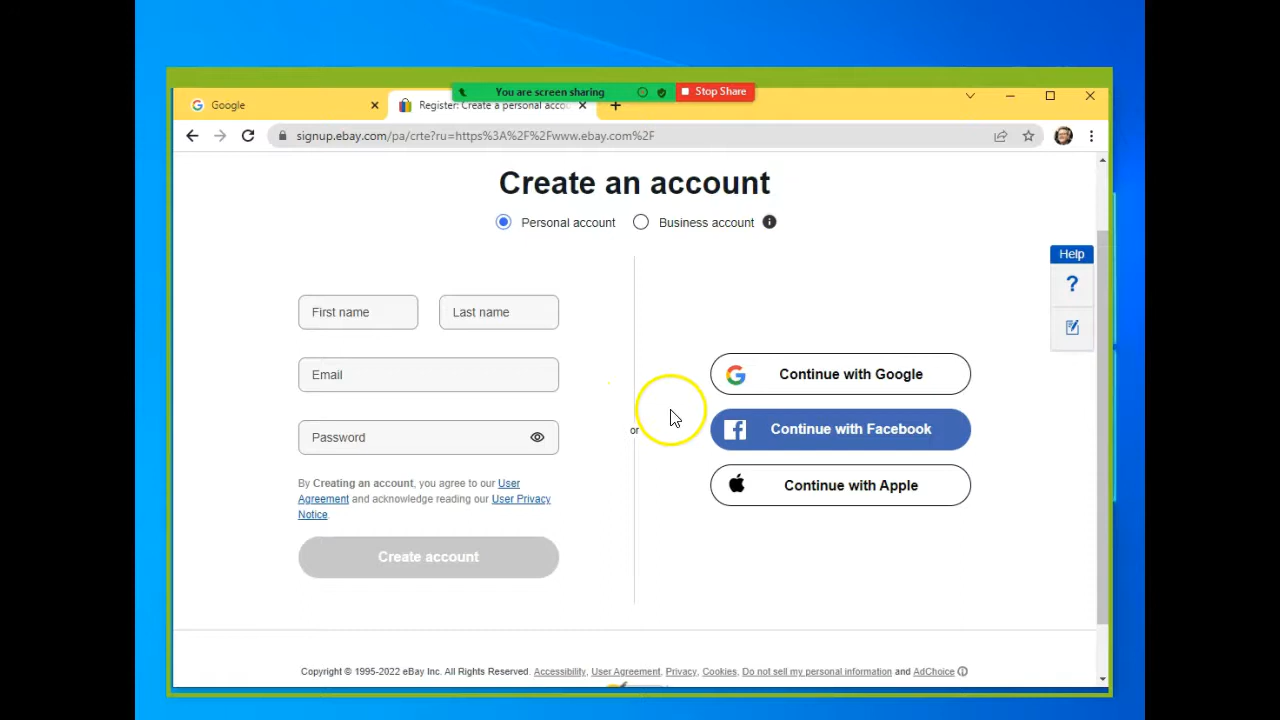 You are screen sharing
Stop Share
Google
Register: Create a personal accou
signup.ebay.com/pa/crte?ru=https%3A%2F%2Fwww.ebay.com%2F
Create an account
Personal account
Business account
Help
?
First name
Last name
Email
Password
By Creating an account, you agree to our User
Agreement and acknowledge reading our User Privacy
Notice.
Create account
or
Continue with Google
Continue with Facebook
Continue with Apple
Copyright © 1995-2022 eBay Inc. All Rights Reserved. Accessibility, User Agreement, Privacy, Cookies, Do not sell my personal information and AdChoice